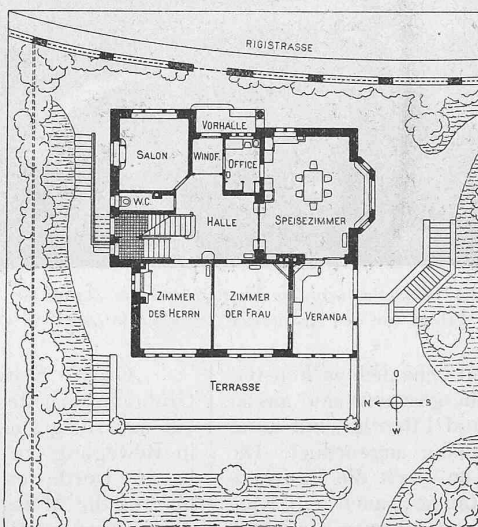 RIGISTRASSE
VORHALLE
SALON
WINDF.
OFFICE
W.C.
HALLE
SPEISEZIMMER
ZIMMER
DES HERRN
ZIMMER
DER FRAU
VERANDA
TERRASSE
O
N
S
W